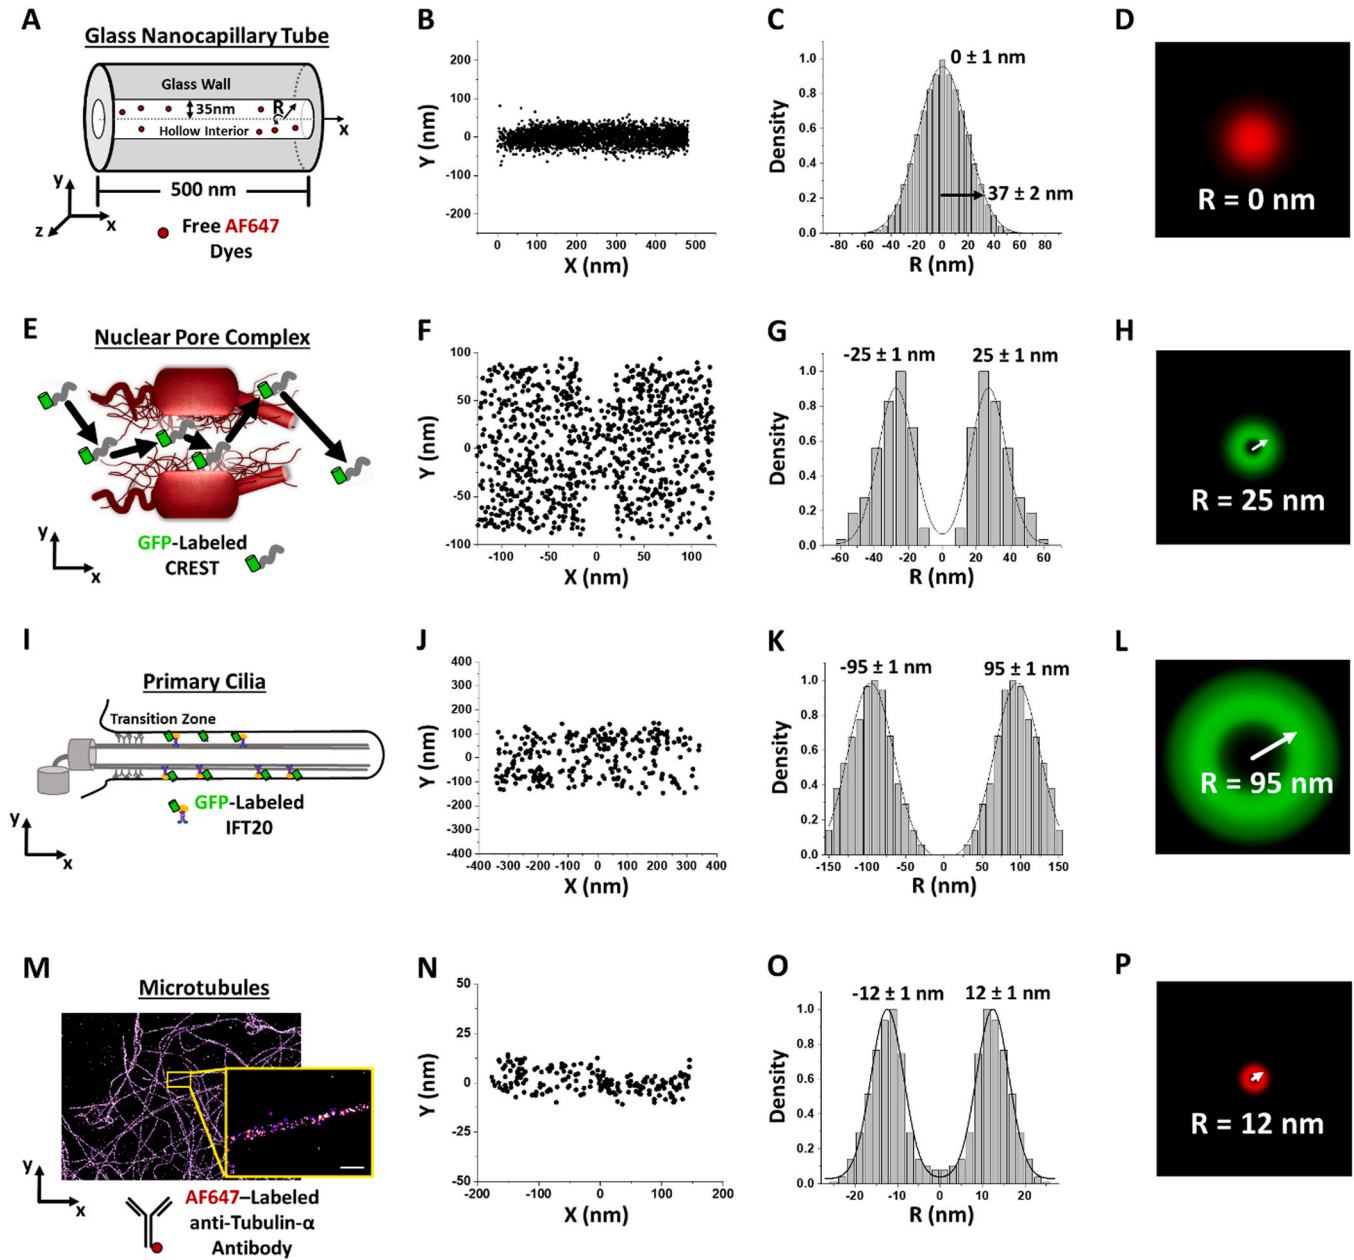 A
Glass Nanocapillary Tube
Glass Wall
35nm
R
Hollow Interior
x
500 nm
y
z
x
Free AF647
Dyes
B
Y (nm)
200
100
0
-100
-200
0 100 200 300 400 500
X (nm)
C
Density
1.0
0.8
0.6
0.4
0.2
0.0
0 ± 1 nm
37 ± 2 nm
-80 -60 -40 -20 0 20 40 60 80
R (nm)
D
R = 0 nm
E
Nuclear Pore Complex
y
x
GFP-Labeled
CREST
F
Y (nm)
100
50
0
-50
-100
-100 -50 0 50 100
X (nm)
G
-25 ± 1 nm 25 ± 1 nm
Density
1.0
0.8
0.6
0.4
0.2
0.0
-60 -40 -20 0 20 40 60
R (nm)
H
R = 25 nm
I
Primary Cilia
Transition Zone
GFP-Labeled
IFT20
y
x
J
Y (nm)
400
300
200
100
0
-100
-200
-300
-400
-400 -300 -200 -100 0 100 200 300 400
X (nm)
K
-95 ± 1 nm 95 ± 1 nm
Density
1.0
0.8
0.6
0.4
0.2
0.0
-150 -100 -50 0 50 100 150
R (nm)
L
R = 95 nm
M
Microtubules
y
x
AF647–Labeled
anti-Tubulin-α
Antibody
N
Y (nm)
50
25
0
-25
-50
-200 -100 0 100 200
X (nm)
O
-12 ± 1 nm 12 ± 1 nm
Density
1.0
0.8
0.6
0.4
0.2
0.0
-20 -10 0 10 20
R (nm)
P
R = 12 nm